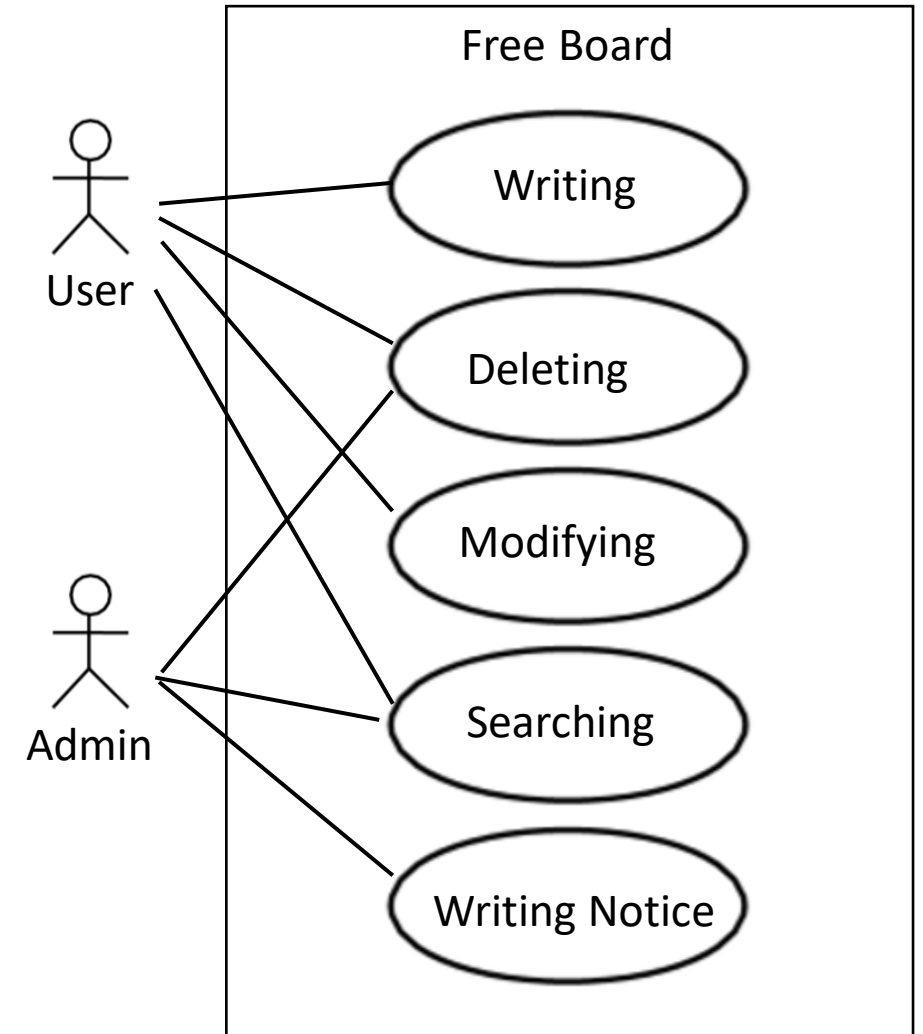 Free Board
Writing
User
Deleting
Modifying
Searching
Admin
Writing Notice